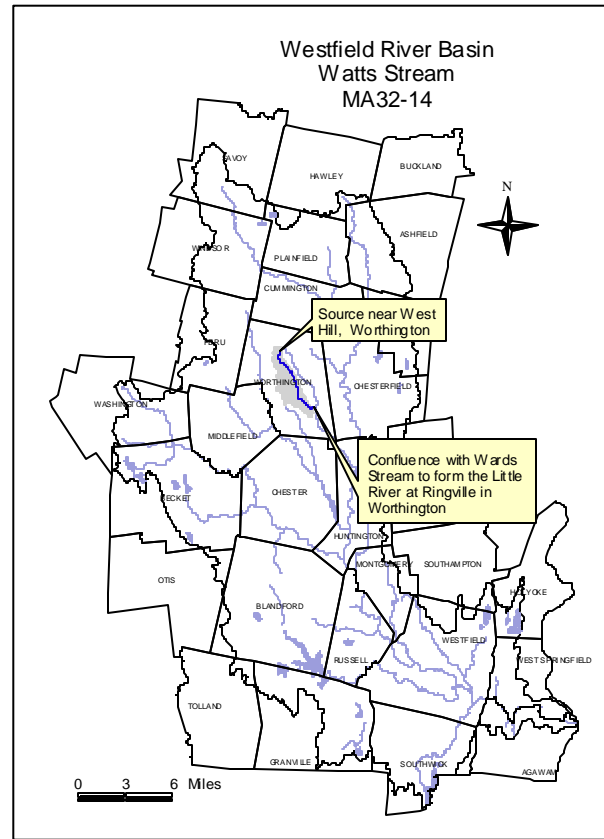 Westfield River Basin
Watts Stream
MA32-14
SAVOY
HAWLEY
BUCKLAND
N
ASHFIELD
WINDSOR
PLAINFIELD
CUMMINGTON
Source near West
Hill, Worthington
PERU
WORTHINGTON
CHESTERFIELD
WASHINGTON
MIDDLEFIELD
Confluence with Wards
Stream to form the Little
River at Ringville in
Worthington
BECKET
CHESTER
HUNTINGTON
MONTGOMERY
SOUTHAMPTON
OTIS
HOLYOKE
BLANDFORD
WESTFIELD
RUSSELL
WEST SPRINGFIELD
TOLLAND
GRANVILLE
SOUTHWICK
AGAWAM
0 3 6 Miles